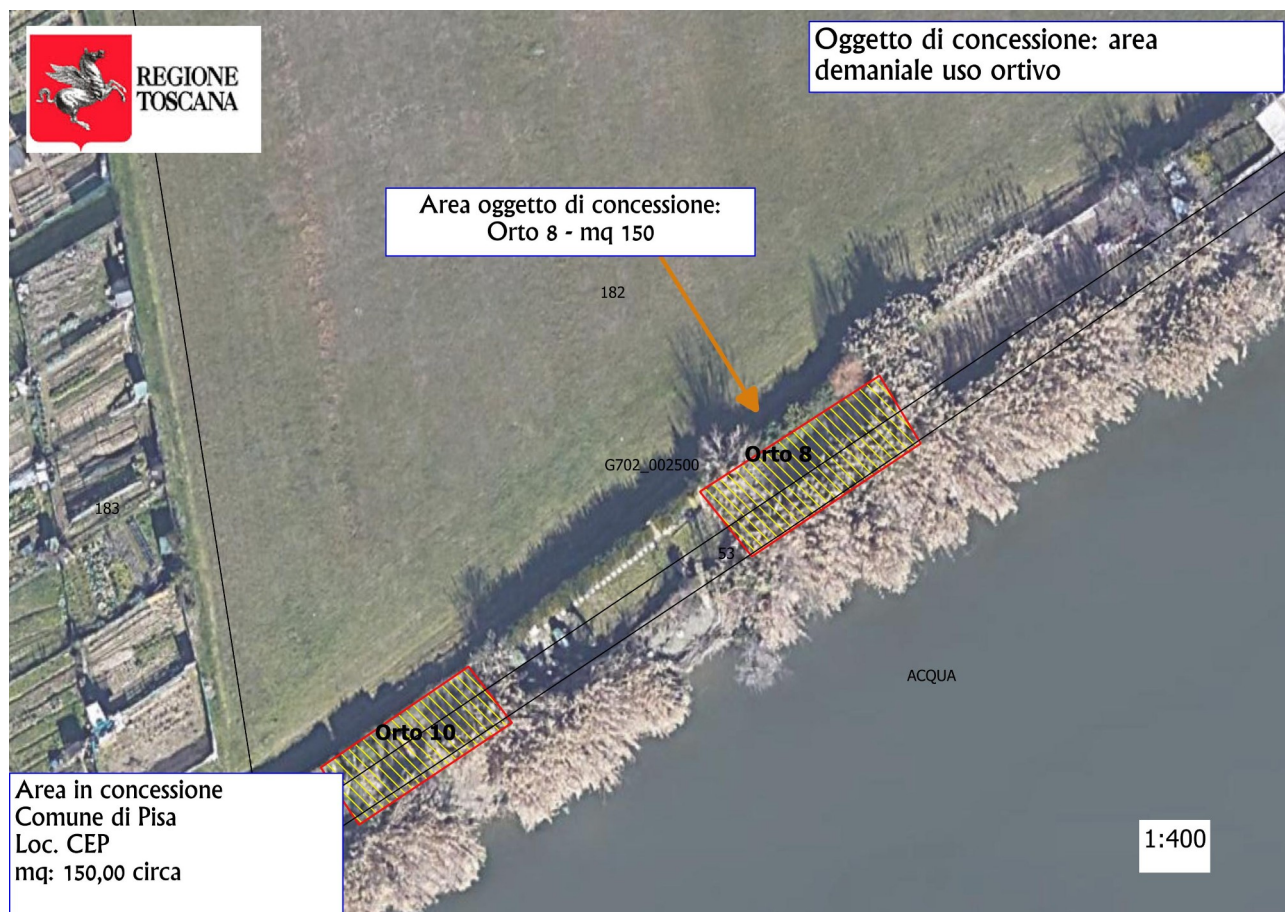 REGIONE
TOSCANA
Oggetto di concessione: area
demaniale uso ortivo
Area oggetto di concessione:
Orto 8 - mq 150
182
Orto 8
G702_002500
183
53
ACQUA
Orto 10
Area in concessione
Comune di Pisa
Loc. CEP
mq: 150,00 circa
1:400